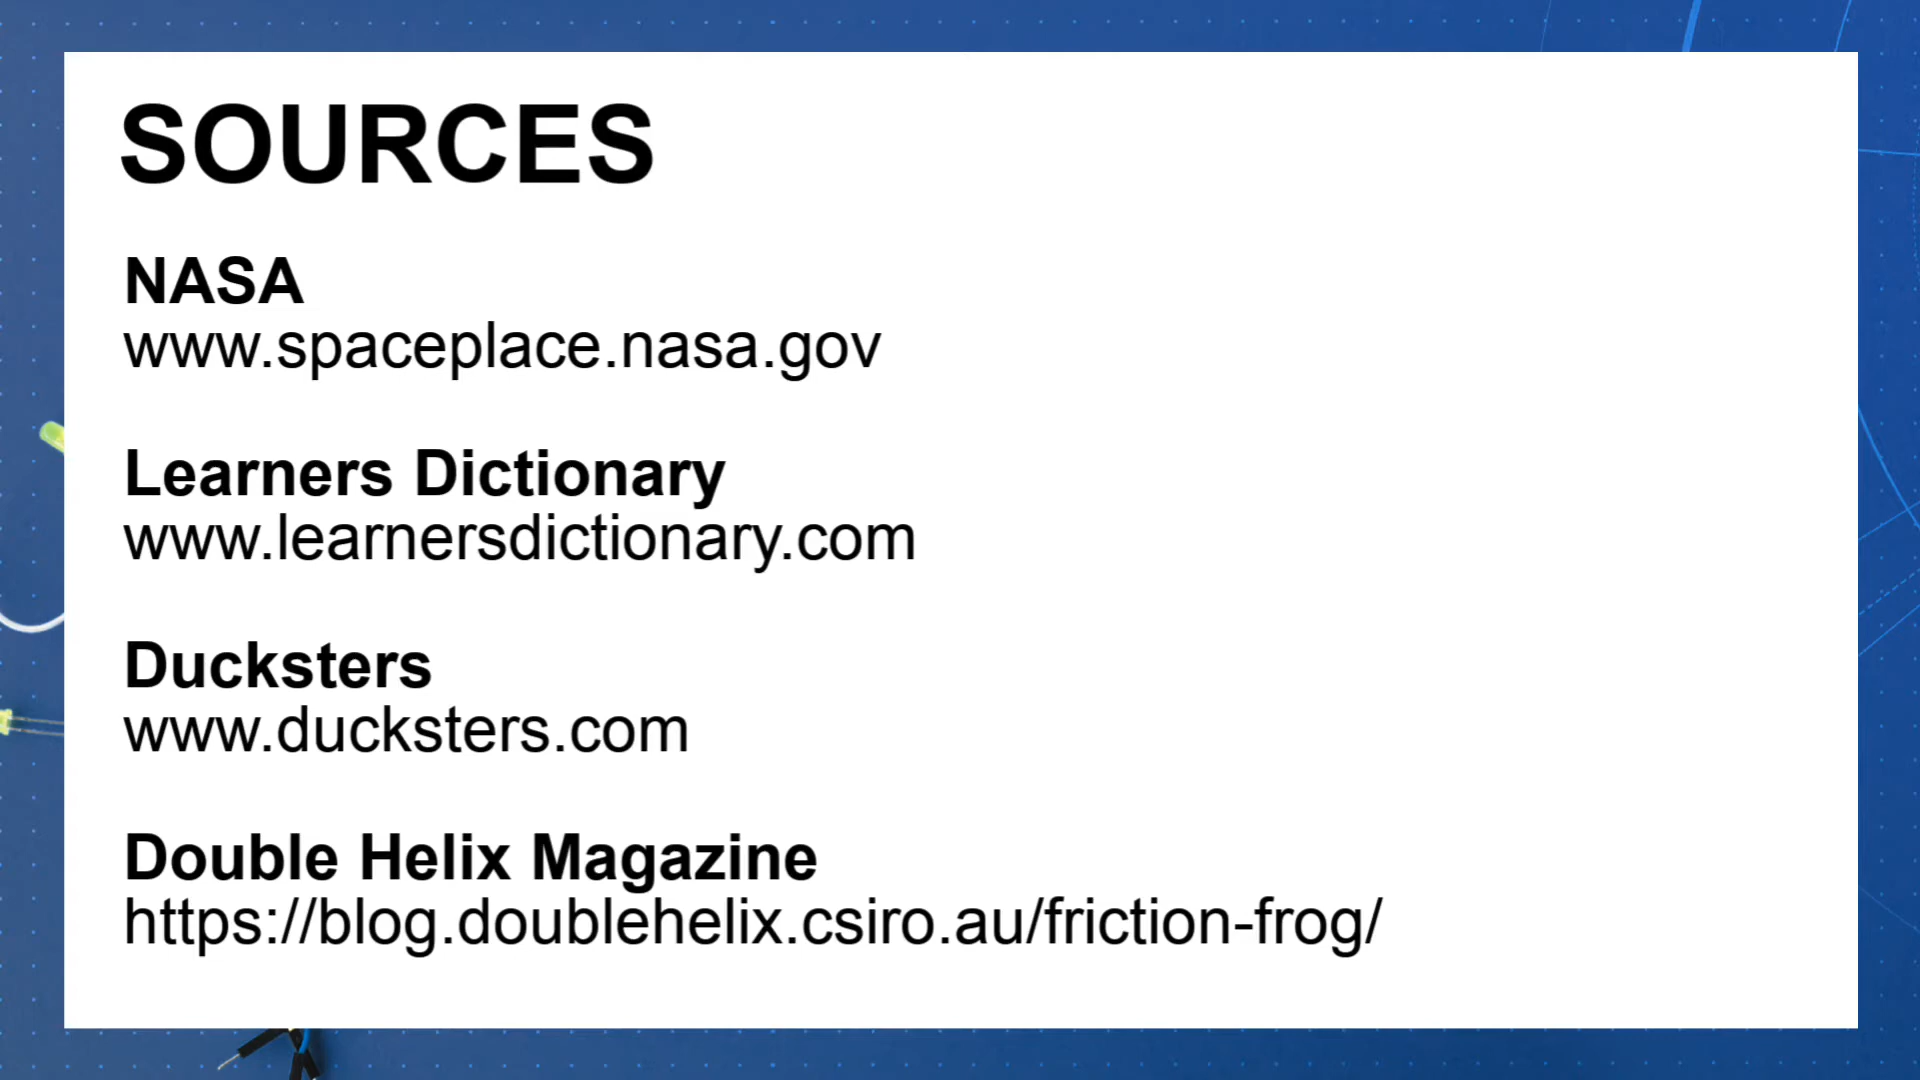 SOURCES
NASA
www.spaceplace.nasa.gov
Learners Dictionary
www.learnersdictionary.com
Ducksters
www.ducksters.com
Double Helix Magazine
https://blog.doublehelix.csiro.au/friction-frog/